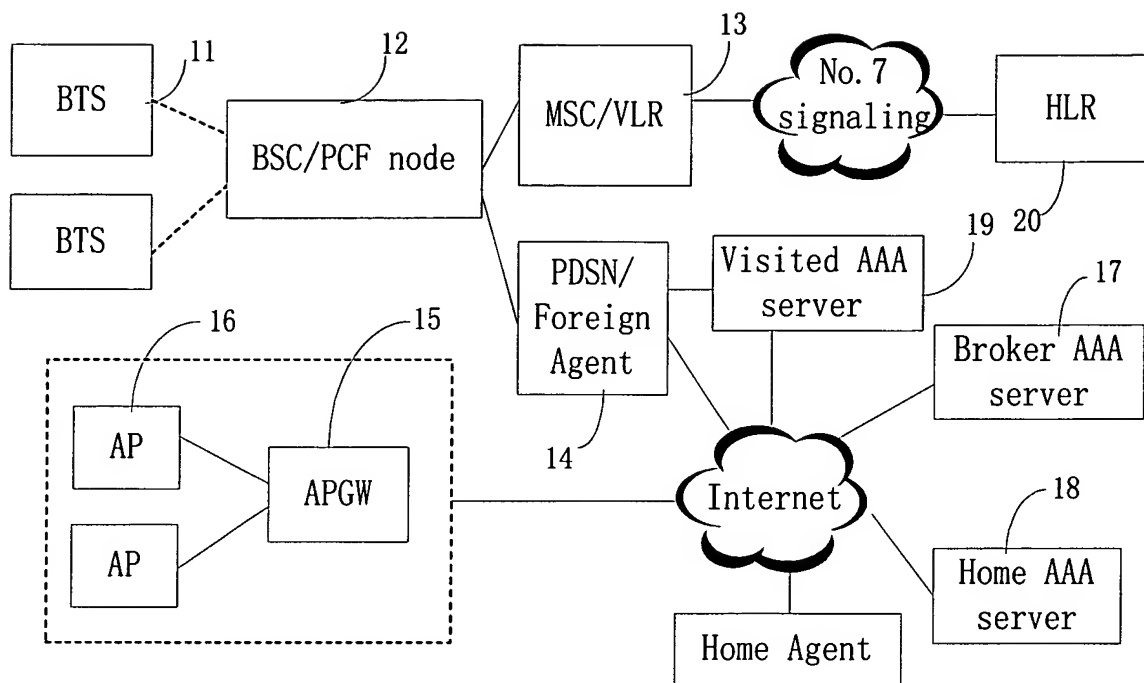 11
12
13
BTS
BSC/PCF node
MSC/VLR
No.7
signaling
HLR
BTS
20
19
PDSN/
Foreign
Agent
Visited AAA
server
17
16
15
Broker AAA
server
AP
APGW
14
Internet
18
AP
Home AAA
server
Home Agent